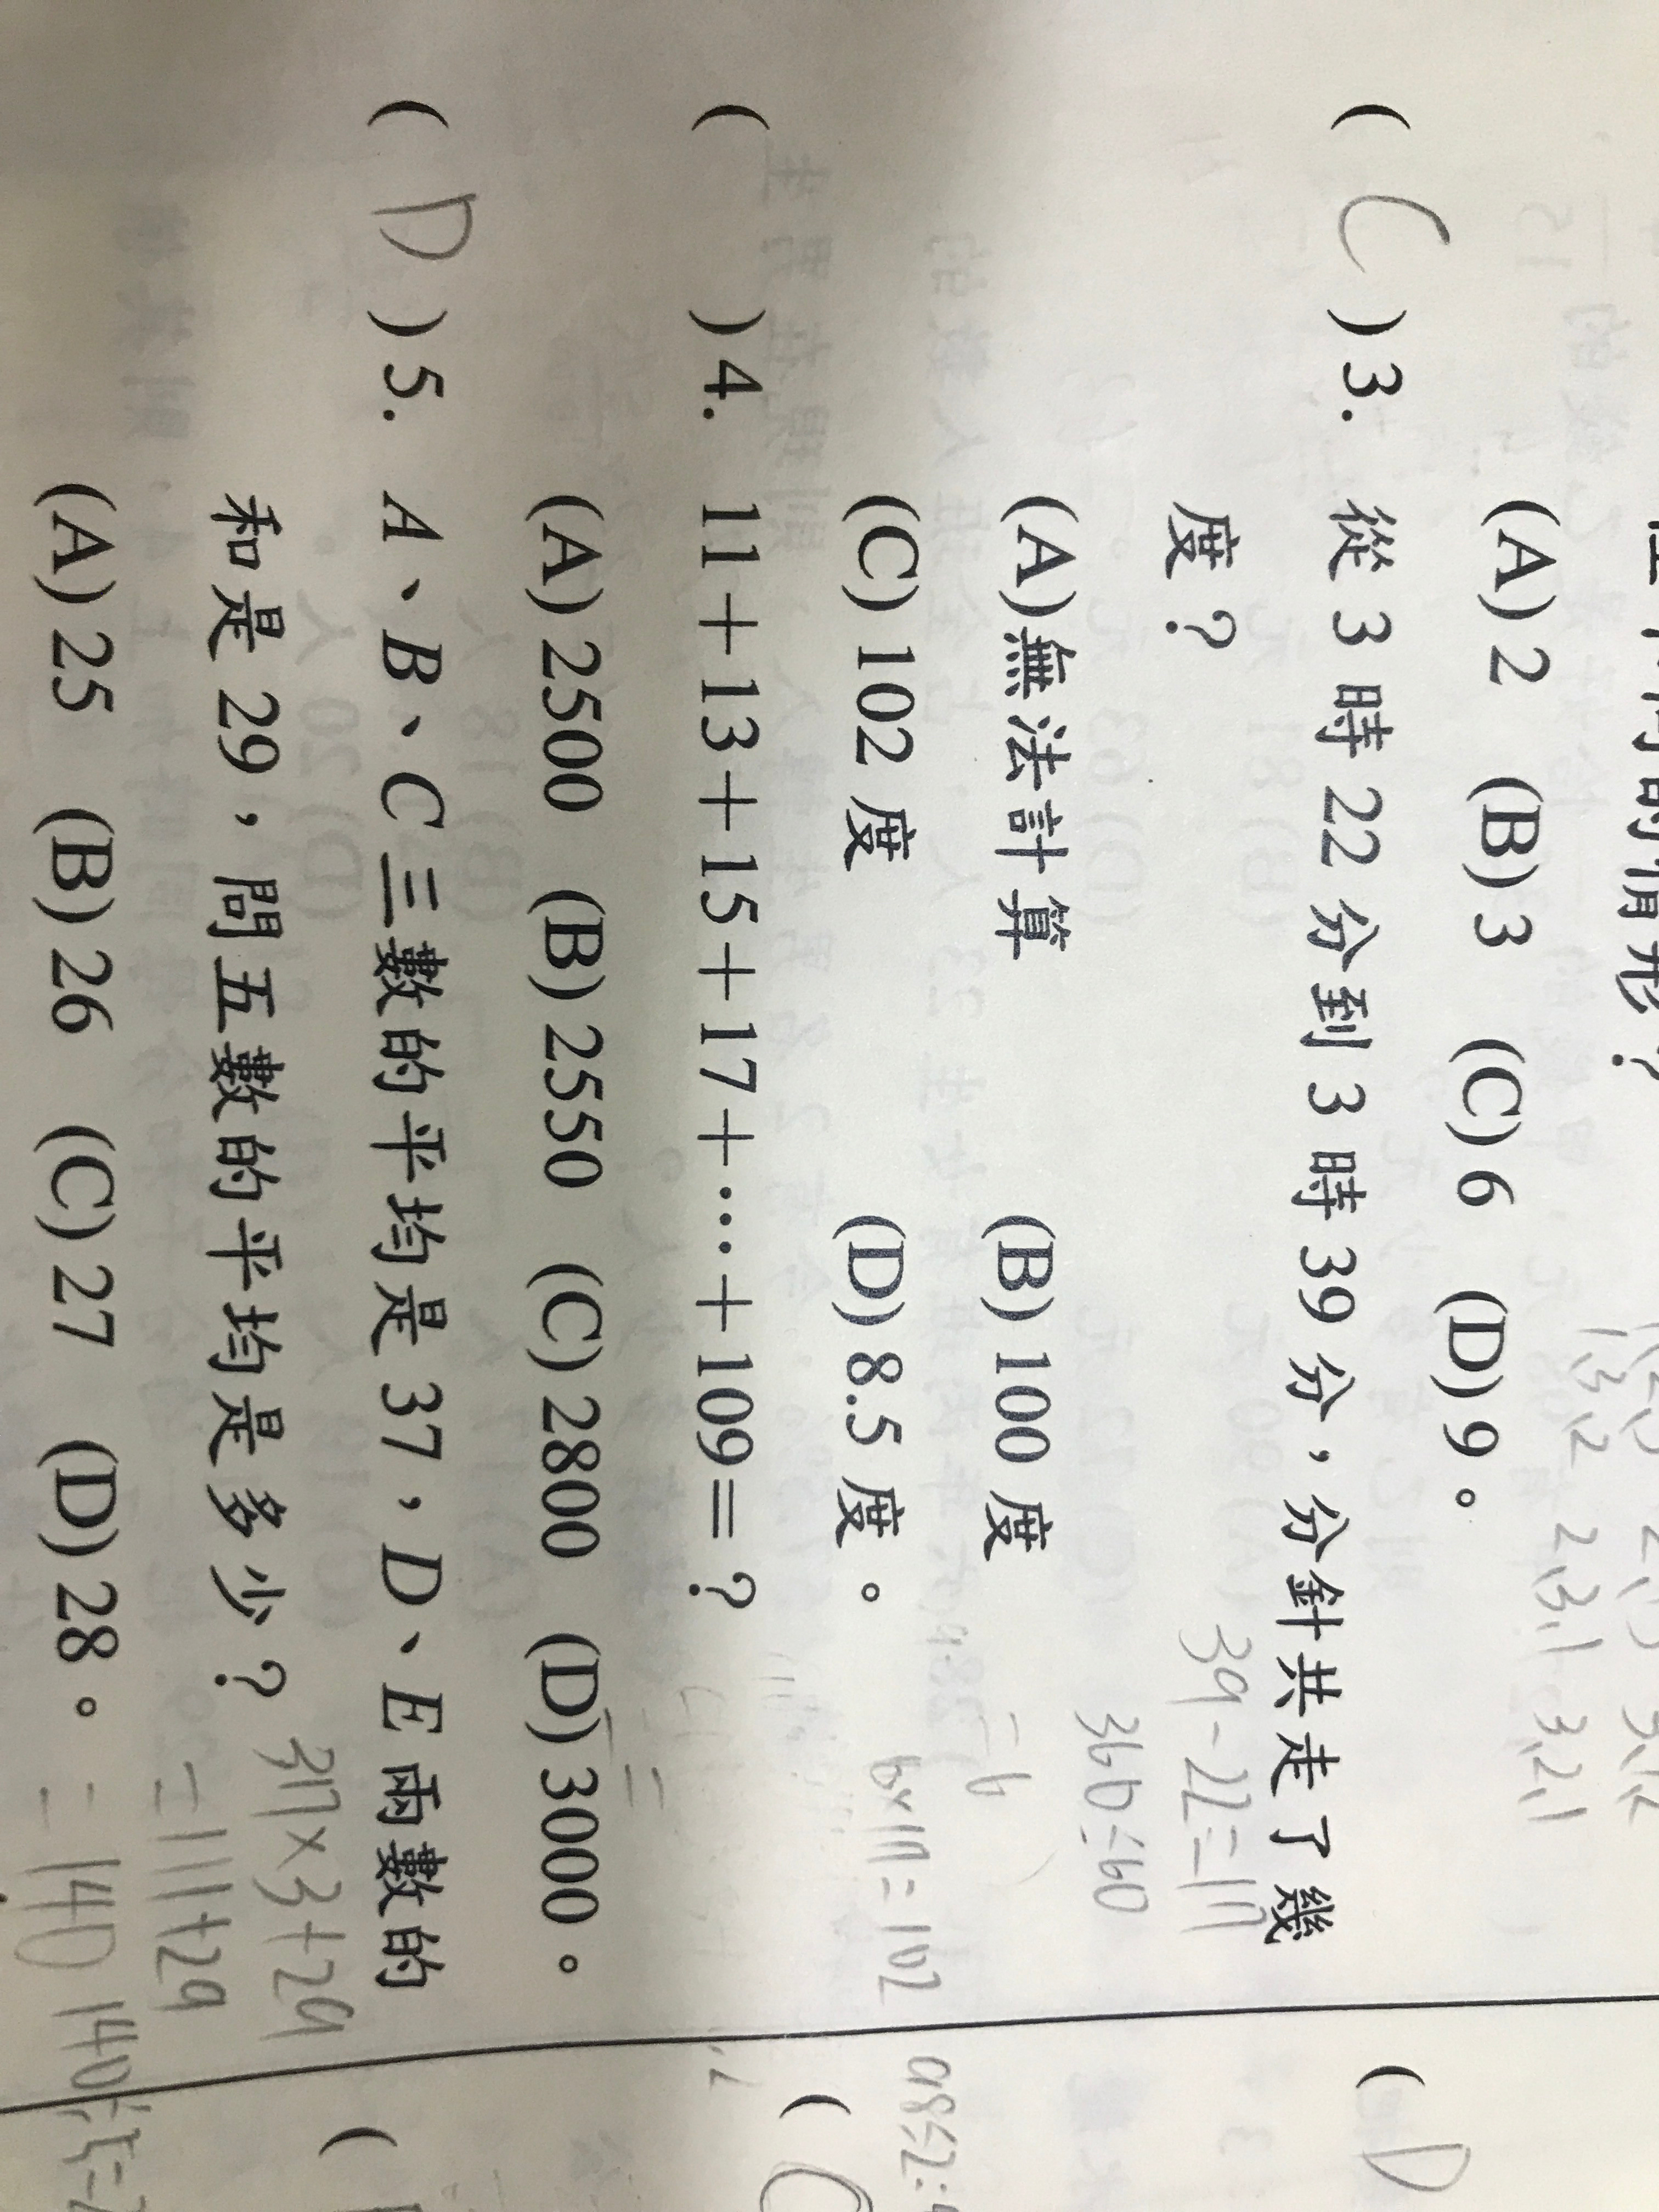 (A) 2 (B) 3 (C) 6 (D) 9。
( C ) 3. 從 3 時 22 分到 3 時 39 分，分針共走了幾
度？
39-22=17
(A)無法計算 (B) 100 度
(C) 102 度 (D) 8.5 度。
6×17=102
( ) 4. 11＋13＋15＋17＋…＋109＝？
(A) 2500 (B) 2550 (C) 2800 (D) 3000。
( D ) 5. A、B、C 三數的平均是 37，D、E 兩數的
和是 29，問五數的平均是多少？ 37×3+29
=111+29
(A) 25 (B) 26 (C) 27 (D) 28。 =140
( D